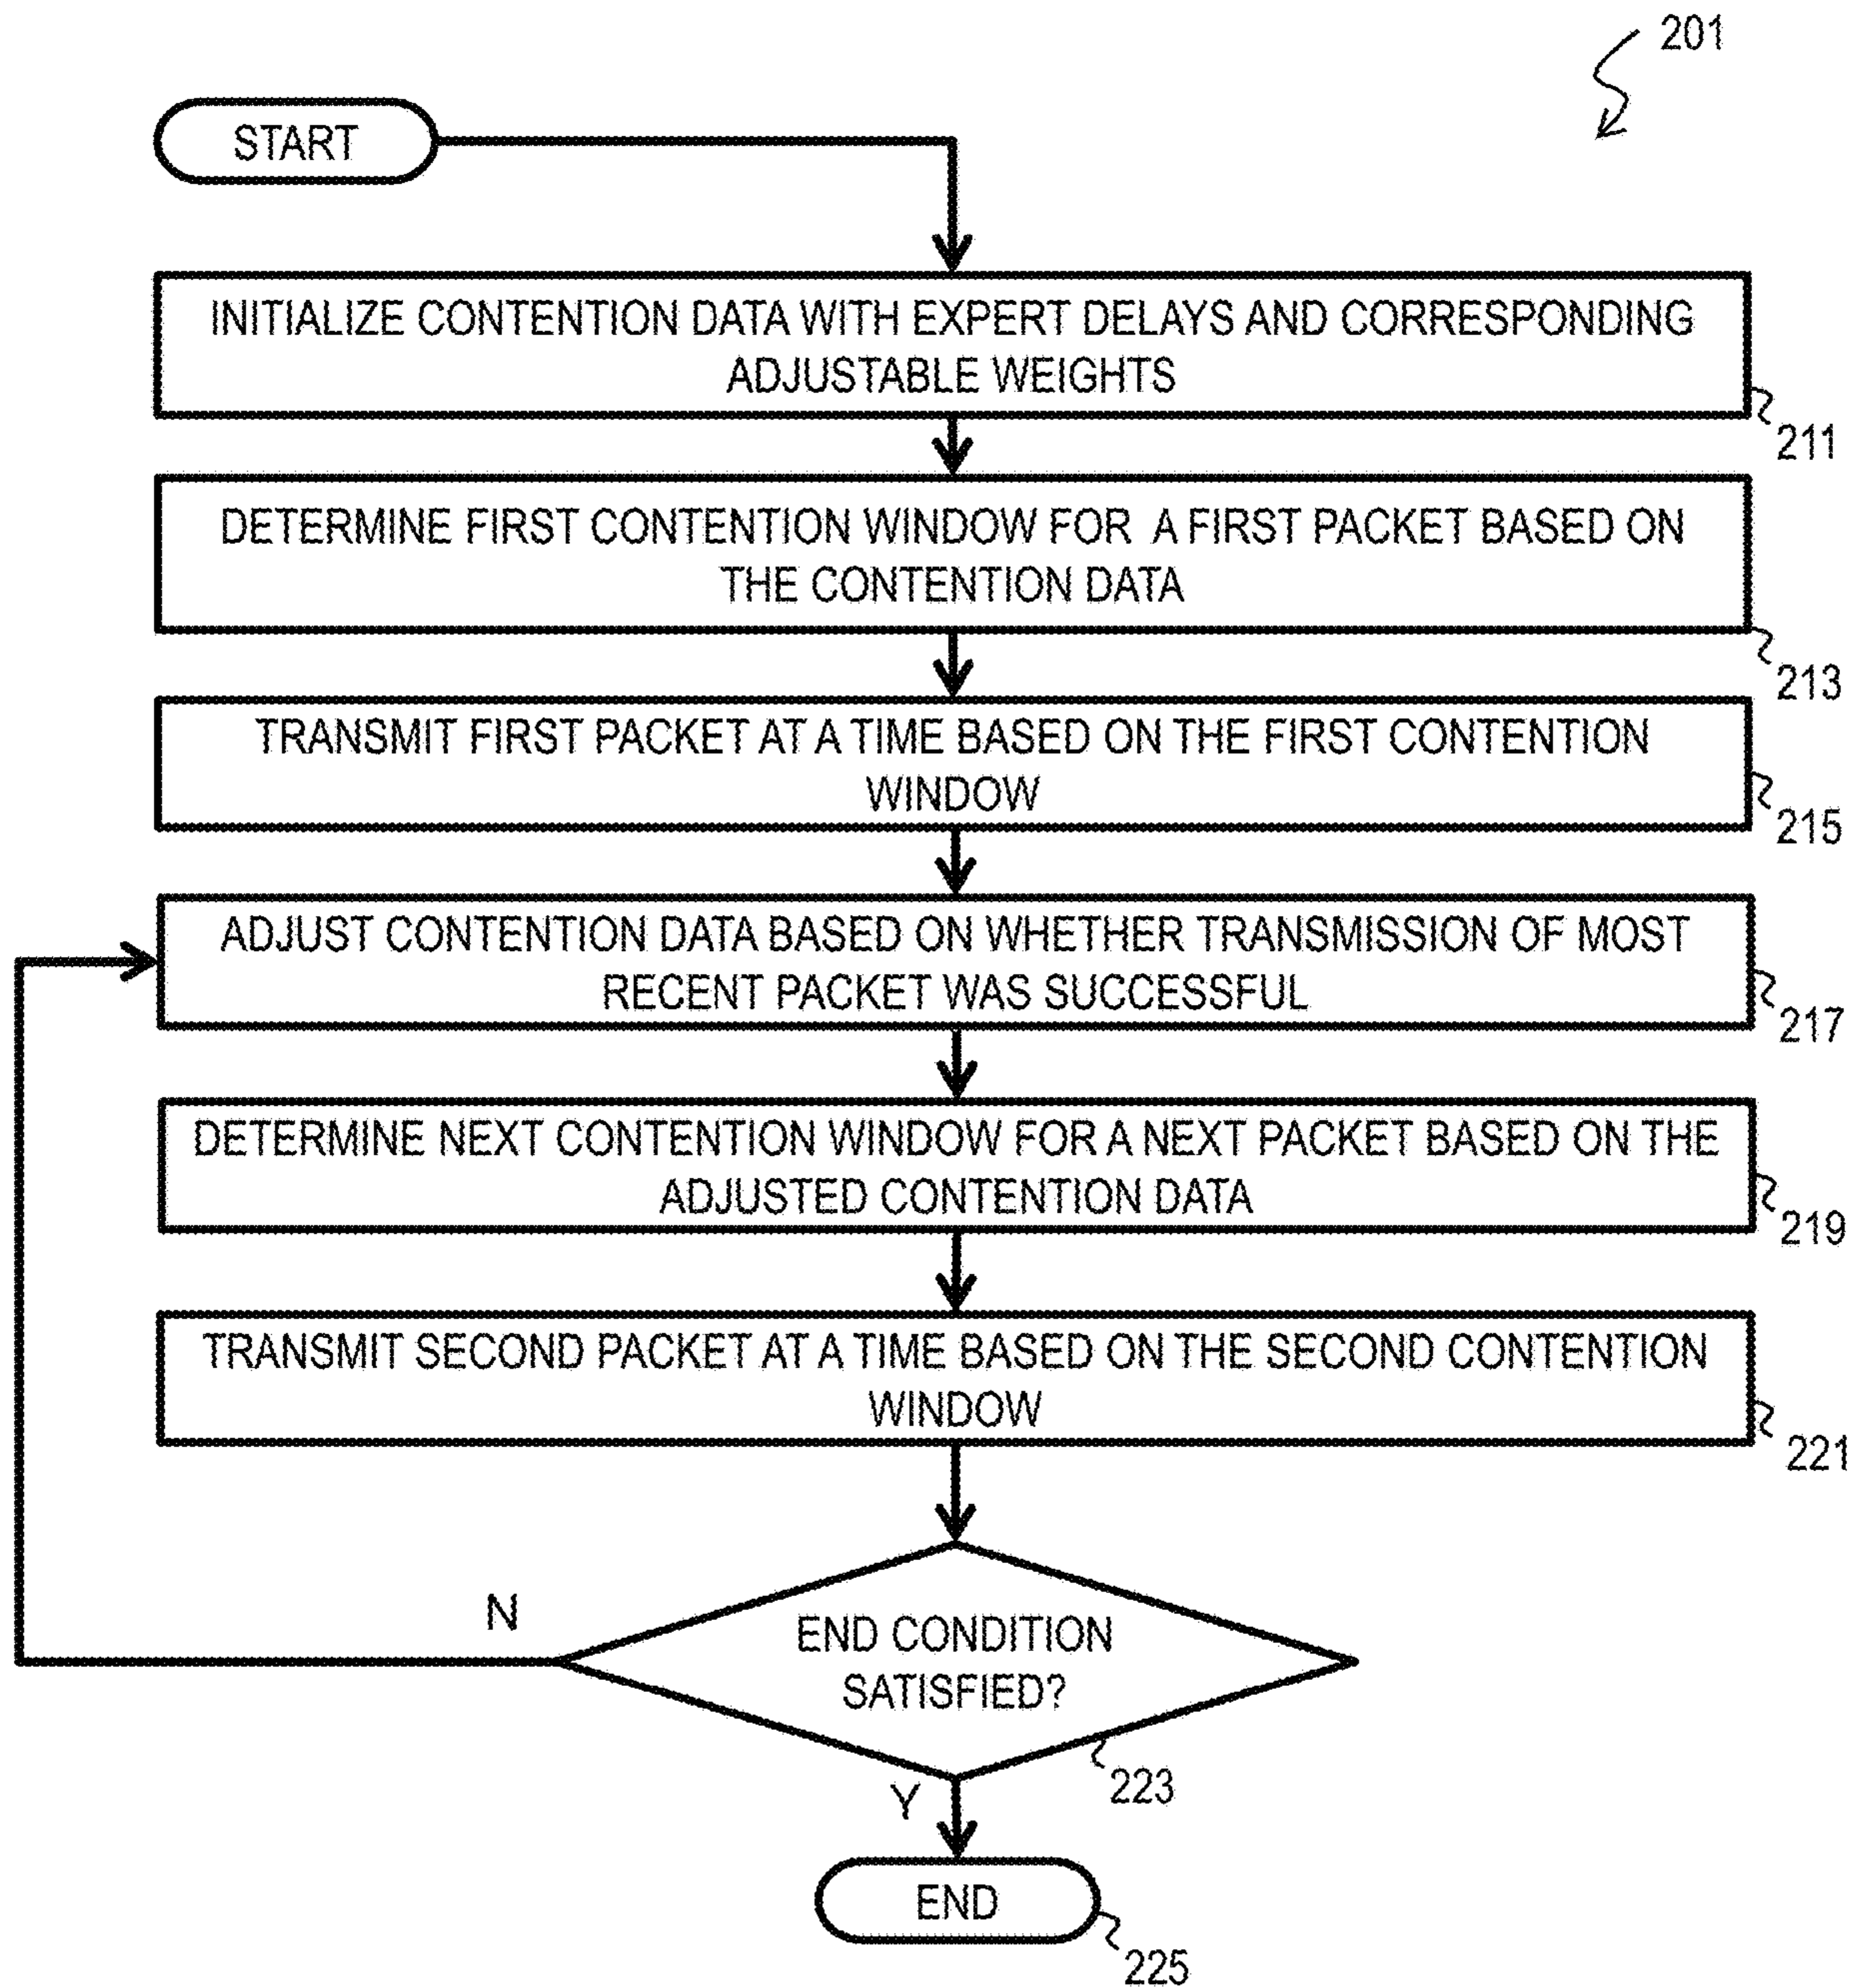 201
START
INITIALIZE CONTENTION DATA WITH EXPERT DELAYS AND CORRESPONDING
ADJUSTABLE WEIGHTS
211
DETERMINE FIRST CONTENTION WINDOW FOR A FIRST PACKET BASED ON
THE CONTENTION DATA
213
TRANSMIT FIRST PACKET AT A TIME BASED ON THE FIRST CONTENTION
WINDOW
215
ADJUST CONTENTION DATA BASED ON WHETHER TRANSMISSION OF MOST
RECENT PACKET WAS SUCCESSFUL
217
DETERMINE NEXT CONTENTION WINDOW FOR A NEXT PACKET BASED ON THE
ADJUSTED CONTENTION DATA
219
TRANSMIT SECOND PACKET AT A TIME BASED ON THE SECOND CONTENTION
WINDOW
221
N
END CONDITION
SATISFIED?
223
Y
END
225